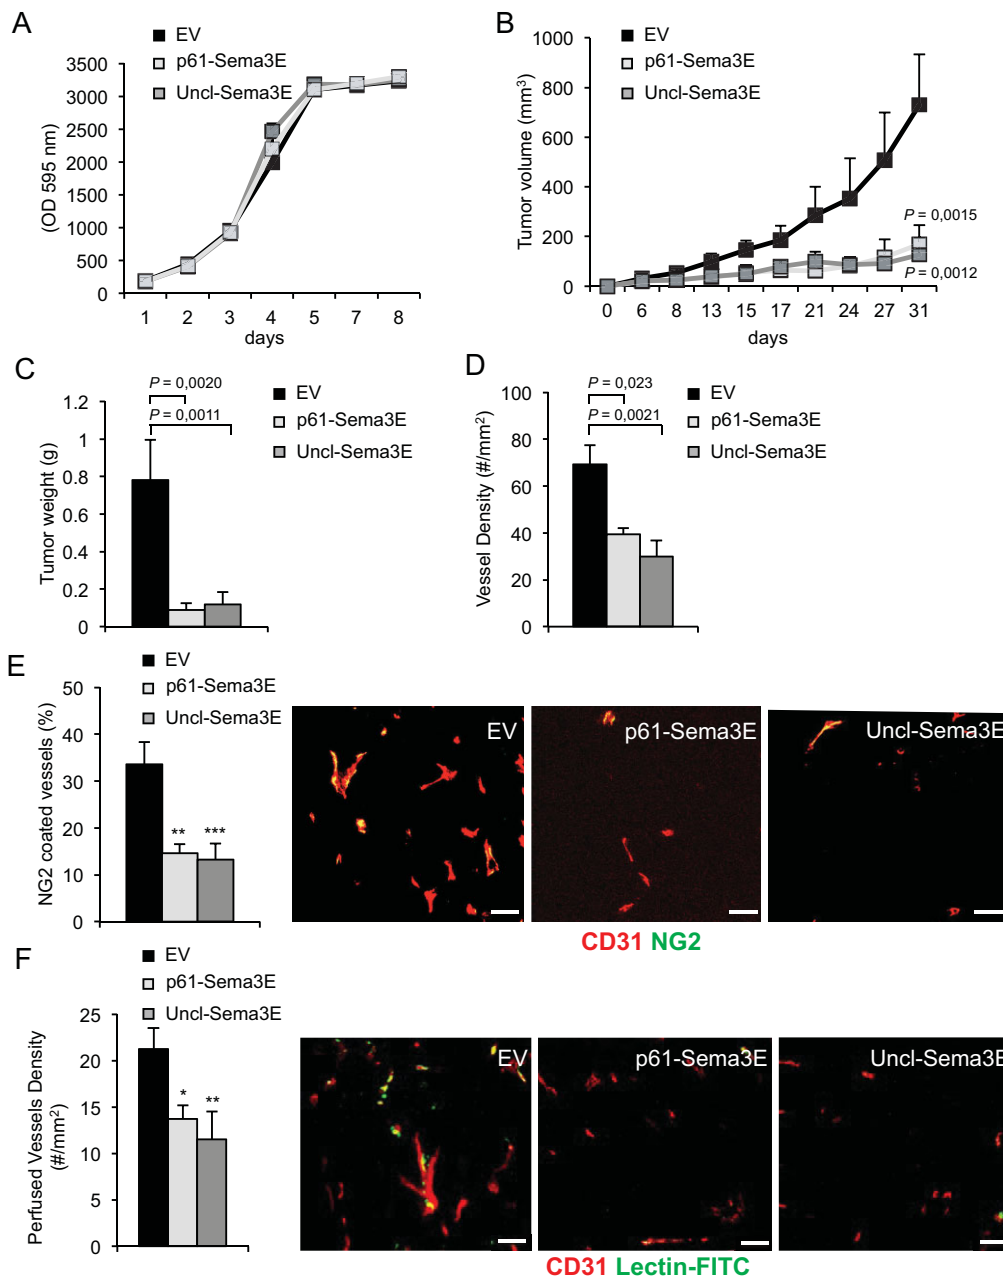 A
EV
p61-Sema3E
Uncl-Sema3E
(OD 595 nm)
3500
3000
2500
2000
1500
1000
500
0
1 2 3 4 5 7 8
days
B
EV
p61-Sema3E
Uncl-Sema3E
Tumor volume (mm3)
1000
800
600
400
200
0
P = 0,0015
P = 0,0012
0 6 8 13 15 17 21 24 27 31
days
C
P = 0,0020
P = 0,0011
EV
p61-Sema3E
Uncl-Sema3E
Tumor weight (g)
1.2
1
0.8
0.6
0.4
0.2
0
D
P = 0,023
P = 0,0021
EV
p61-Sema3E
Uncl-Sema3E
Vessel Density (#/mm2)
100
80
60
40
20
0
E
EV
p61-Sema3E
Uncl-Sema3E
NG2 coated vessels (%)
50
40
30
20
10
0
** ***
EV
p61-Sema3E
Uncl-Sema3E
CD31 NG2
F
EV
p61-Sema3E
Uncl-Sema3E
Perfused Vessels Density
(#/mm2)
25
20
15
10
5
0
* **
EV
p61-Sema3E
Uncl-Sema3E
CD31 Lectin-FITC